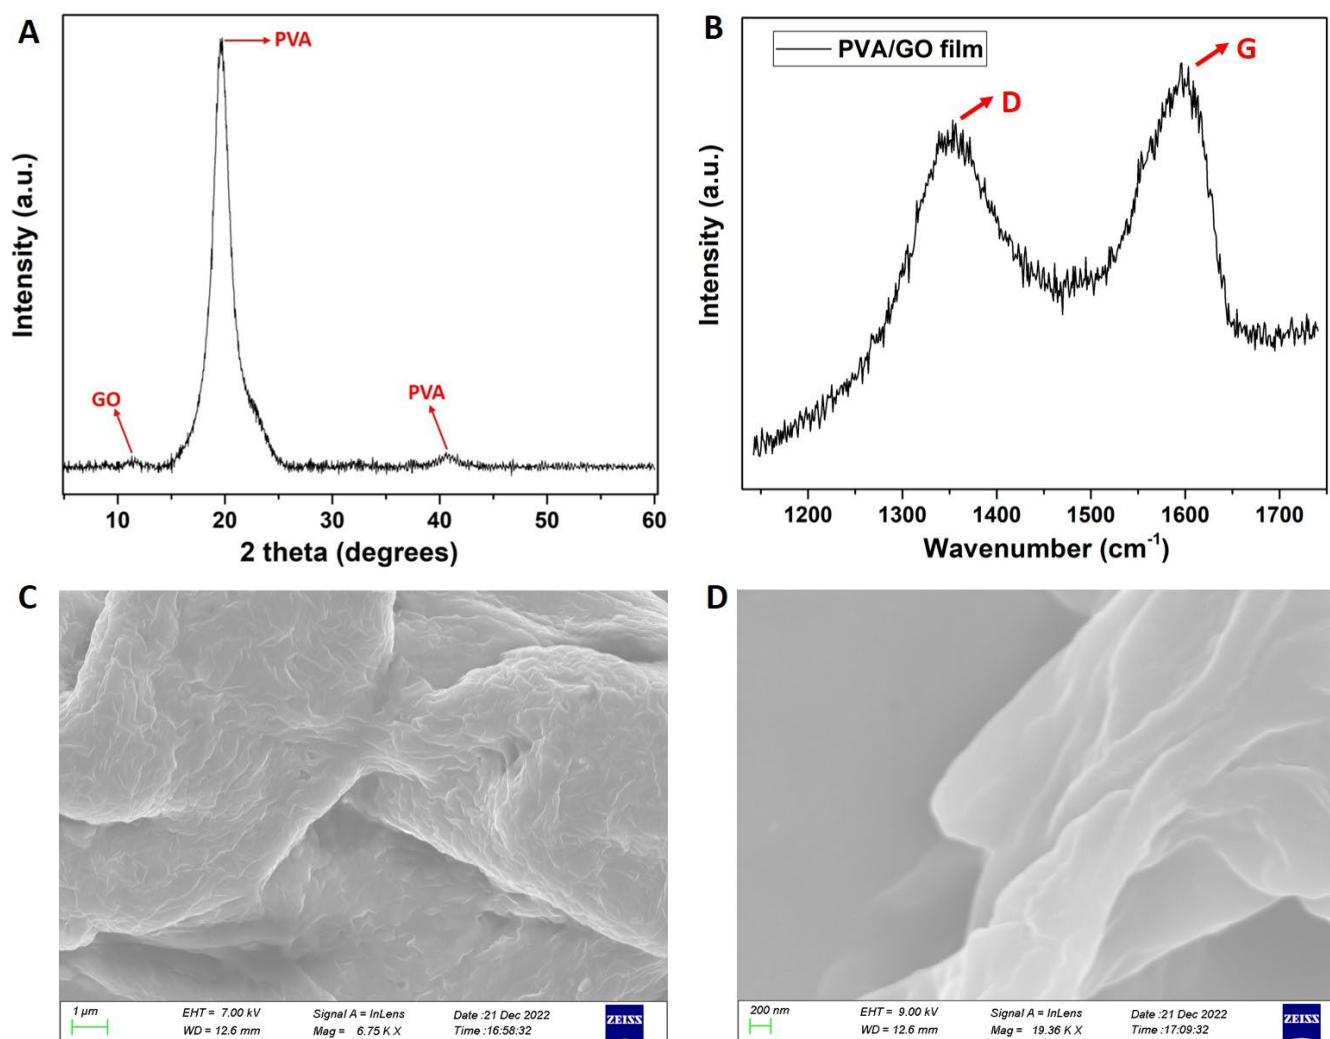 A
PVA
GO
PVA
Intensity (a.u.)
10 20 30 40 50 60
2 theta (degrees)
B
PVA/GO film
D
G
Intensity (a.u.)
1200 1300 1400 1500 1600 1700
Wavenumber (cm-1)
C
1 µm
EHT = 7.00 kV Signal A = InLens Date :21 Dec 2022
WD = 12.6 mm Mag = 6.75 K X Time :16:58:32
ZEISS
D
200 nm
EHT = 9.00 kV Signal A = InLens Date :21 Dec 2022
WD = 12.6 mm Mag = 19.36 K X Time :17:09:32
ZEISS